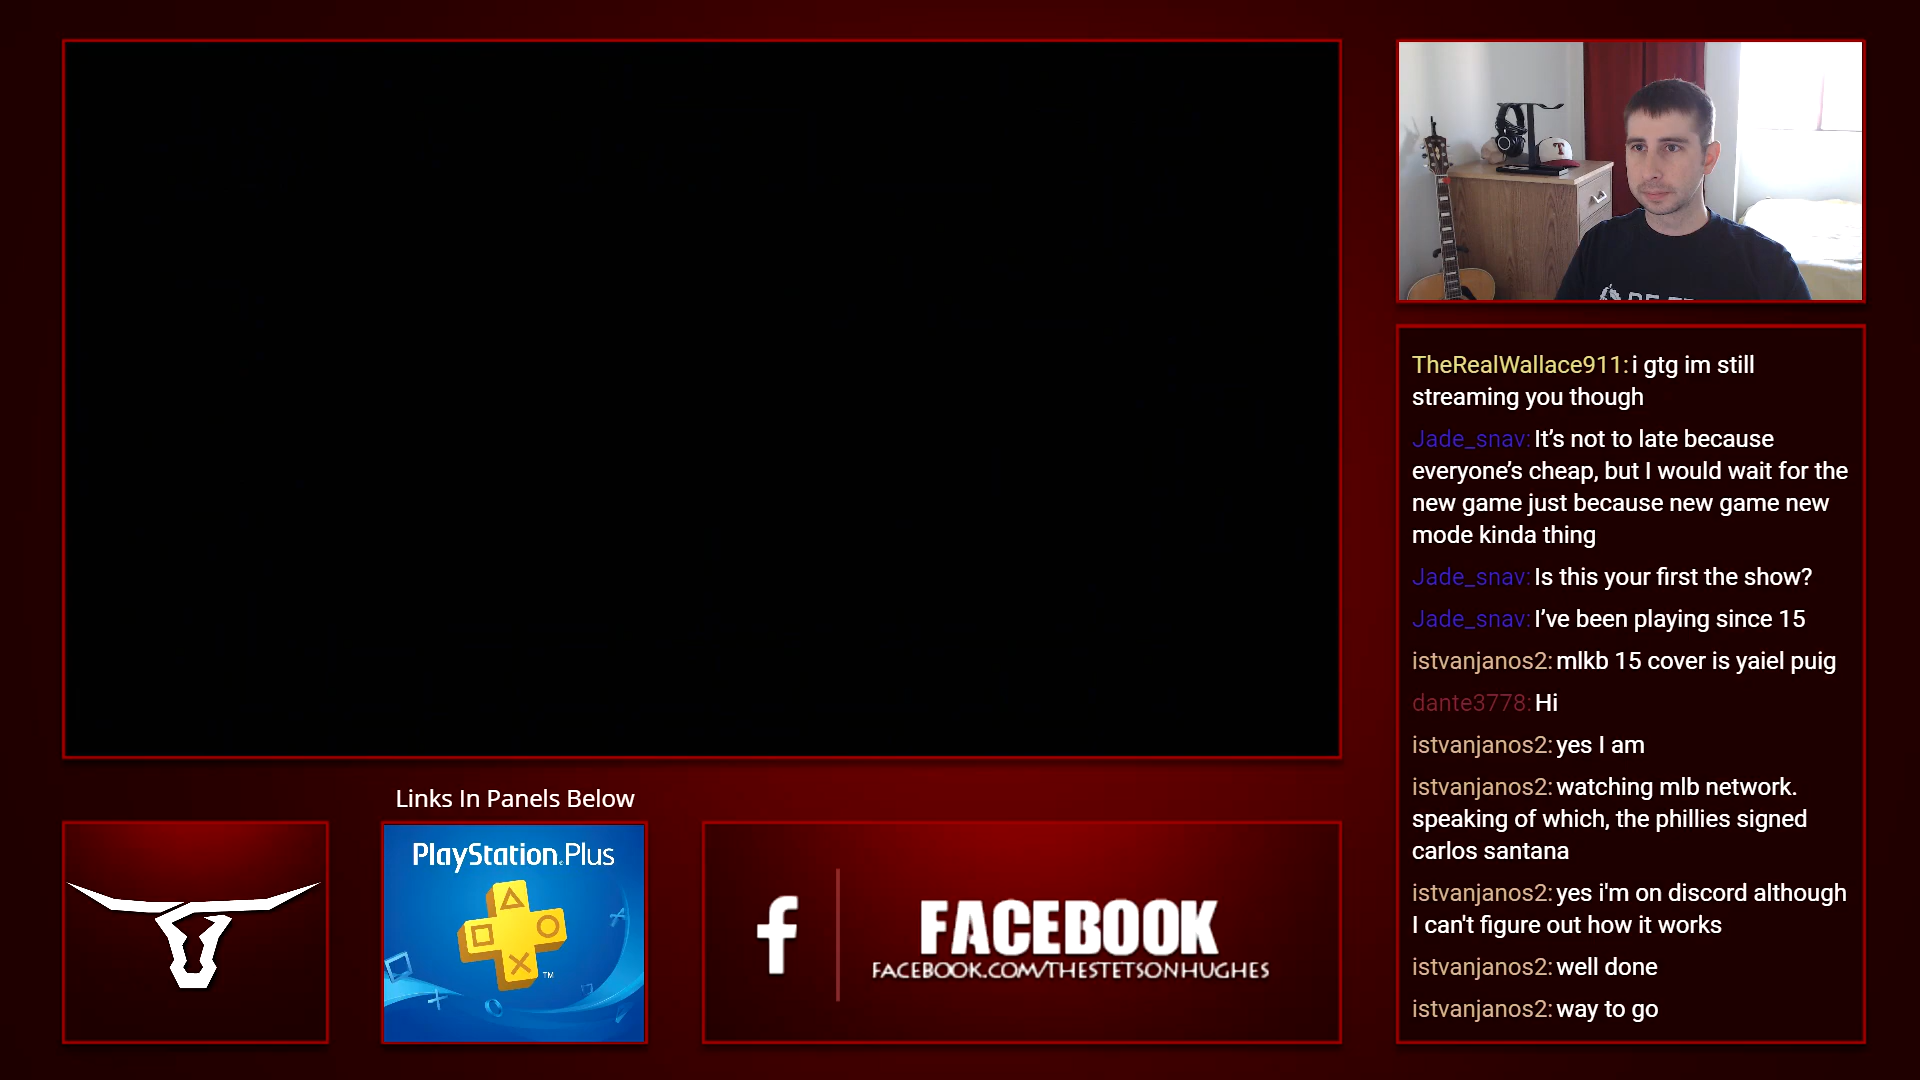 T
TheRealWallace911: i gtg im still
streaming you though
Jade_snav: It’s not to late because
everyone’s cheap, but I would wait for the
new game just because new game new
mode kinda thing
Jade_snav: Is this your first the show?
Jade_snav: I’ve been playing since 15
istvanjanos2: mlkb 15 cover is yaiel puig
dante3778: Hi
istvanjanos2: yes I am
istvanjanos2: watching mlb network.
speaking of which, the phillies signed
carlos santana
istvanjanos2: yes i'm on discord although
I can't figure out how it works
istvanjanos2: well done
istvanjanos2: way to go
Links In Panels Below
PlayStation.Plus
TM
f
FACEBOOK
FACEBOOK.COM/THESTETSONHUGHES